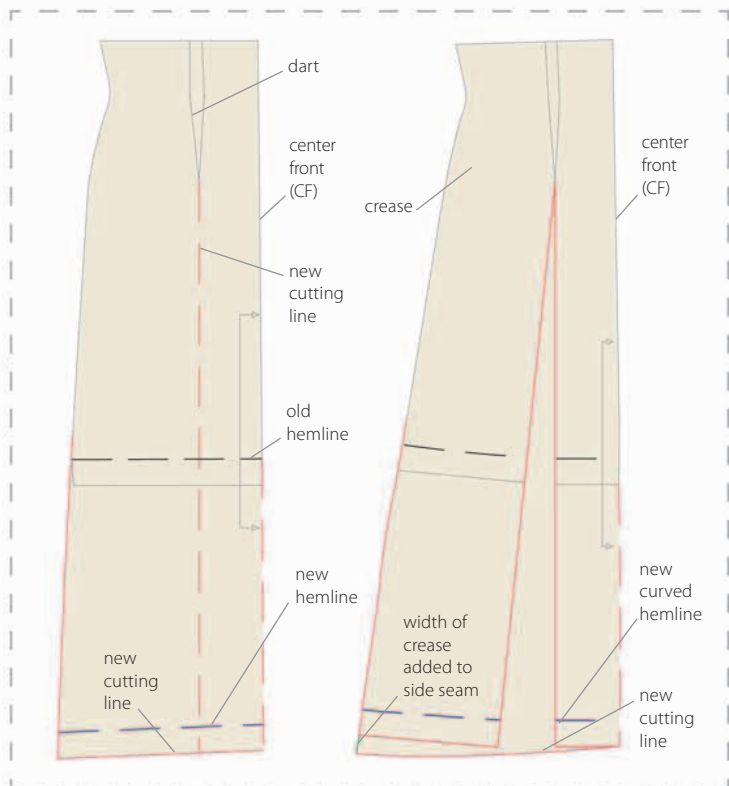 dart
center
front
(CF)
new
cutting
line
old
hemline
new
hemline
new
cutting
line
crease
center
front
(CF)
width of
crease
added to
side seam
new
curved
hemline
new
cutting
line